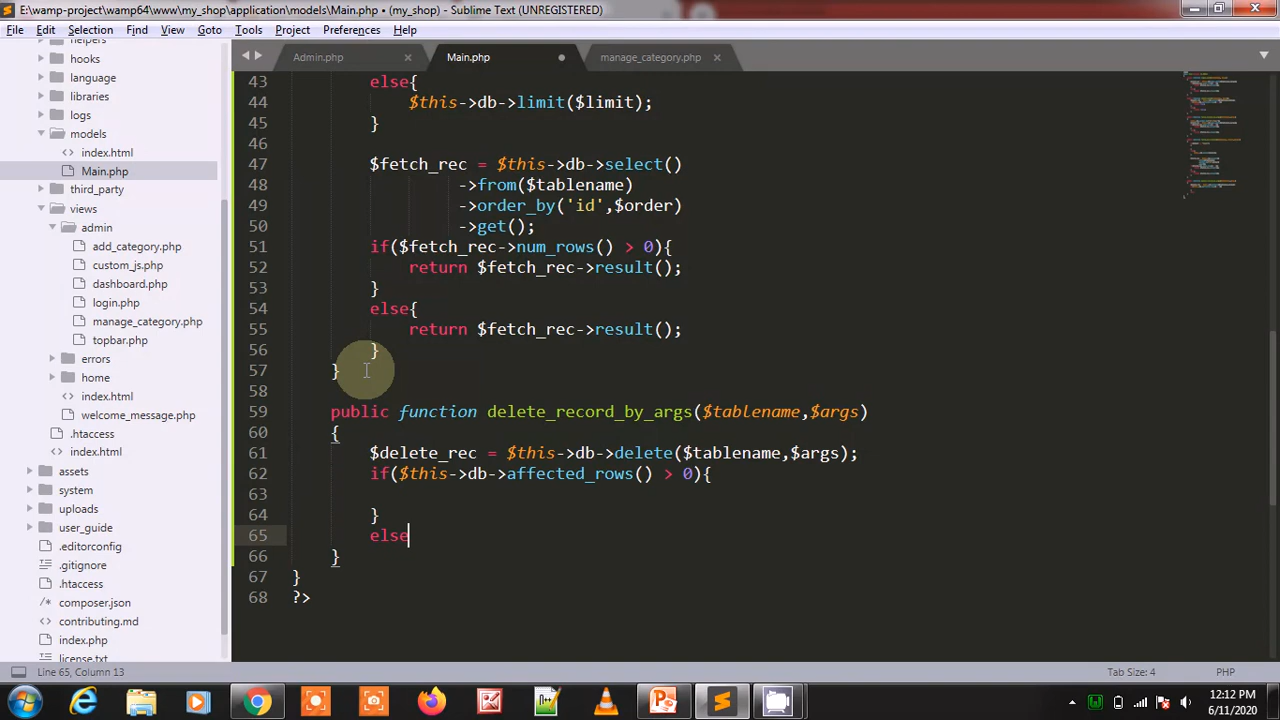 E:\wamp-project\wamp64\www\my_shop\application\models\Main.php • (my_shop) - Sublime Text (UNREGISTERED)
File Edit Selection Find View Goto Tools Project Preferences Help
helpers
hooks
language
libraries
logs
models
index.html
Main.php
third_party
views
admin
add_category.php
custom_js.php
dashboard.php
login.php
manage_category.php
topbar.php
errors
home
index.html
welcome_message.php
.htaccess
index.html
assets
system
uploads
user_guide
.editorconfig
.gitignore
.htaccess
composer.json
contributing.md
index.php
license.txt
Admin.php Main.php manage_category.php
43 else{
44 $this->db->limit($limit);
45 }
46
47 $fetch_rec = $this->db->select()
48 ->from($tablename)
49 ->order_by('id',$order)
50 ->get();
51 if($fetch_rec->num_rows() > 0){
52 return $fetch_rec->result();
53 }
54 else{
55 return $fetch_rec->result();
56 }
57 }
58
59 public function delete_record_by_args($tablename,$args)
60 {
61 $delete_rec = $this->db->delete($tablename,$args);
62 if($this->db->affected_rows() > 0){
63
64 }
65 else
66 }
67 }
68 ?>
Line 65, Column 13 Tab Size: 4 PHP
12:12 PM
6/11/2020